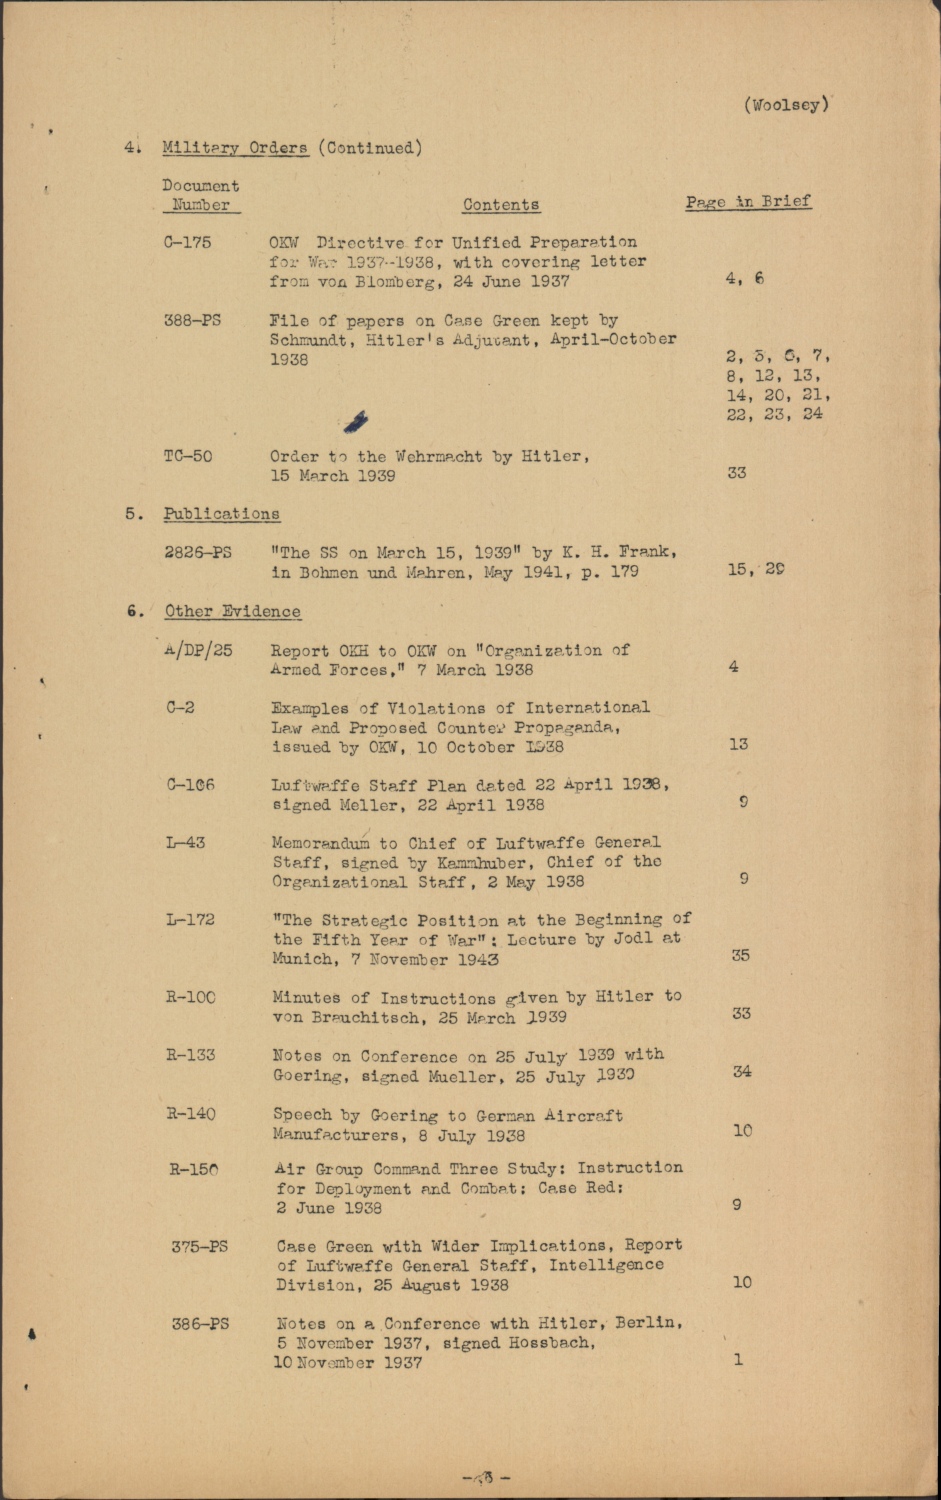 (Woolsey)
4. Military Orders (Continued)
Document
Number Contents Page in Brief
C-175 OKW Directive for Unified Preparation
for War 1937--1938, with covering letter
from von Blomberg, 24 June 1937 4, 6
388-PS File of papers on Case Green kept by
Schmundt, Hitler's Adjutant, April-October
1938 2, 3, 6, 7,
8, 12, 13,
14, 20, 21,
22, 23, 24
TC-50 Order to the Wehrmacht by Hitler,
15 March 1939 33
5. Publications
2826-PS "The SS on March 15, 1939" by K. H. Frank,
in Bohmen und Mahren, May 1941, p. 179 15, 29
6. Other Evidence
A/DP/25 Report OKH to OKW on "Organization of
Armed Forces," 7 March 1938 4
C-2 Examples of Violations of International
Law and Proposed Counter Propaganda,
issued by OKW, 10 October 1938 13
C-106 Luftwaffe Staff Plan dated 22 April 1938,
signed Meller, 22 April 1938 9
L-43 Memorandum to Chief of Luftwaffe General
Staff, signed by Kammhuber, Chief of the
Organizational Staff, 2 May 1938 9
L-172 "The Strategic Position at the Beginning of
the Fifth Year of War": Lecture by Jodl at
Munich, 7 November 1943 35
R-100 Minutes of Instructions given by Hitler to
von Brauchitsch, 25 March 1939 33
R-133 Notes on Conference on 25 July 1939 with
Goering, signed Mueller, 25 July 1939 34
R-140 Speech by Goering to German Aircraft
Manufacturers, 8 July 1938 10
R-150 Air Group Command Three Study: Instruction
for Deployment and Combat: Case Red:
2 June 1938 9
375-PS Case Green with Wider Implications, Report
of Luftwaffe General Staff, Intelligence
Division, 25 August 1938 10
386-PS Notes on a Conference with Hitler, Berlin,
5 November 1937, signed Hossbach,
10 November 1937 1